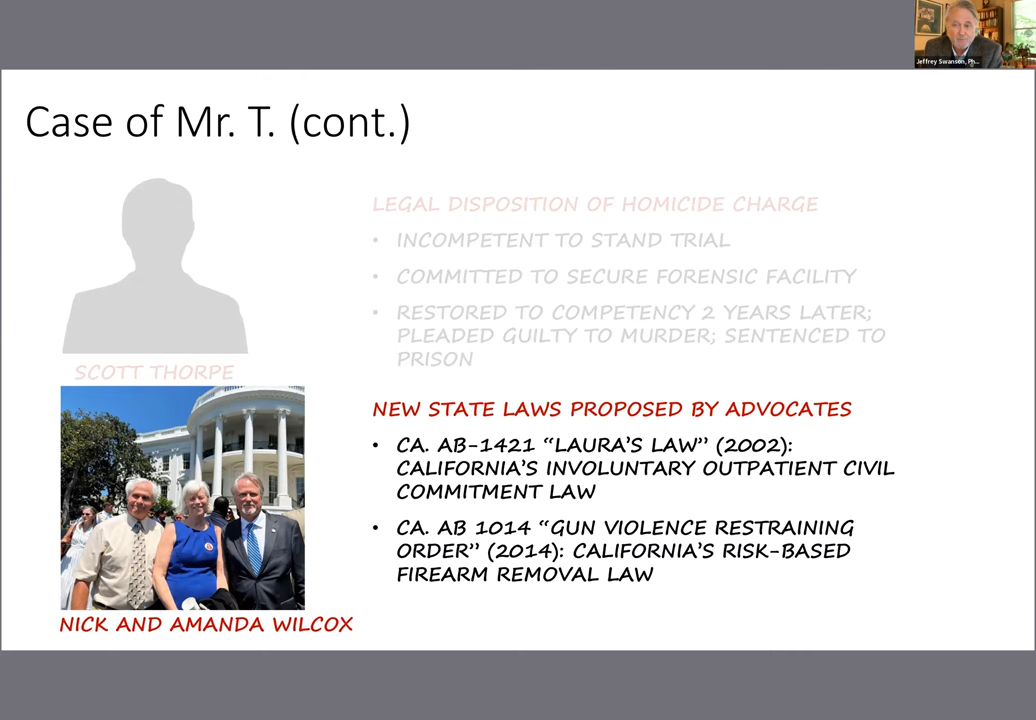 Jeffrey Swanson, Ph...
Case of Mr. T. (cont.)
SCOTT THORPE
LEGAL DISPOSITION OF HOMICIDE CHARGE
• INCOMPETENT TO STAND TRIAL
• COMMITTED TO SECURE FORENSIC FACILITY
• RESTORED TO COMPETENCY 2 YEARS LATER;
PLEADED GUILTY TO MURDER; SENTENCED TO
PRISON
NEW STATE LAWS PROPOSED BY ADVOCATES
• CA. AB-1421 “LAURA’S LAW” (2002):
CALIFORNIA’S INVOLUNTARY OUTPATIENT CIVIL
COMMITMENT LAW
• CA. AB 1014 “GUN VIOLENCE RESTRAINING
ORDER” (2014): CALIFORNIA’S RISK-BASED
FIREARM REMOVAL LAW
NICK AND AMANDA WILCOX